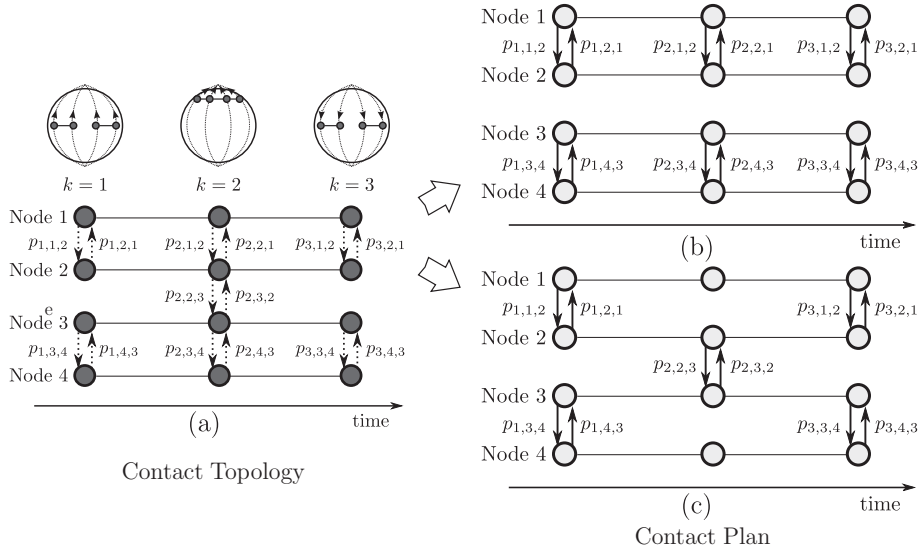 k = 1 k = 2 k = 3
Node 1
p1,1,2 p1,2,1 p2,1,2 p2,2,1 p3,1,2 p3,2,1
Node 2
p2,2,3 p2,3,2
e
Node 3
p1,3,4 p1,4,3 p2,3,4 p2,4,3 p3,3,4 p3,4,3
Node 4
time
(a)
Contact Topology
Node 1
p1,1,2 p1,2,1 p2,1,2 p2,2,1 p3,1,2 p3,2,1
Node 2
Node 3
p1,3,4 p1,4,3 p2,3,4 p2,4,3 p3,3,4 p3,4,3
Node 4
time
(b)
Node 1
p1,1,2 p1,2,1 p3,1,2 p3,2,1
Node 2
p2,2,3 p2,3,2
Node 3
p1,3,4 p1,4,3 p3,3,4 p3,4,3
Node 4
time
(c)
Contact Plan